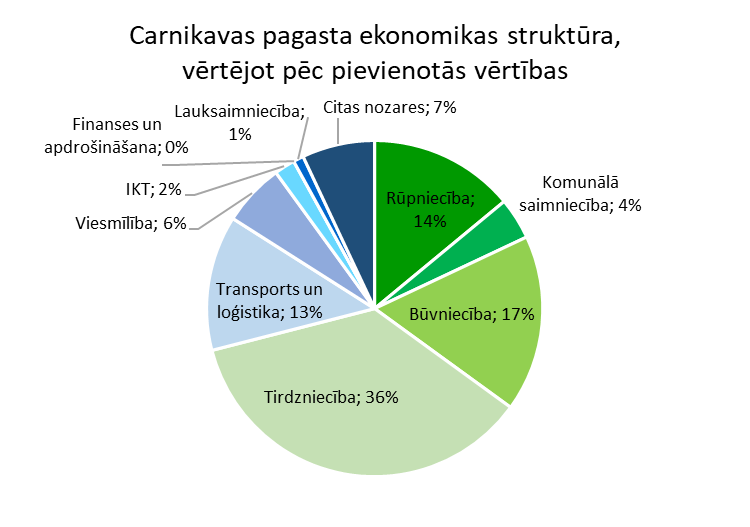 Carnikavas pagasta ekonomikas struktūra,
vērtējot pēc pievienotās vērtības
Citas nozares; 7%
Lauksaimniecība;
1%
Finanses un
apdrošināšana; 0%
IKT; 2%
Viesmīlība; 6%
Rūpniecība;
14%
Komunālā
saimniecība; 4%
Transports un
loģistika; 13%
Būvniecība; 17%
Tirdzniecība; 36%